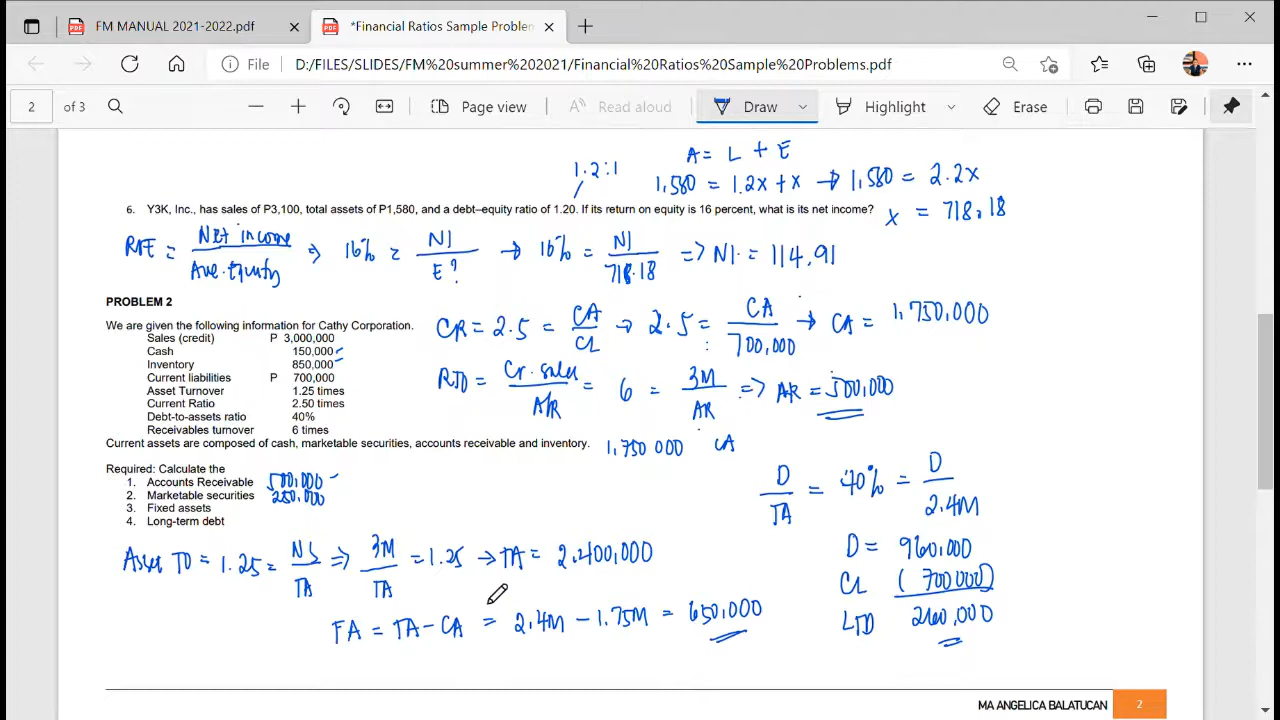 FM MANUAL 2021-2022.pdf
*Financial Ratios Sample Problem
File D:/FILES/SLIDES/FM%20summer%202021/Financial%20Ratios%20Sample%20Problems.pdf
2 of 3 Page view Read aloud Draw Highlight Erase
A = L + E
1.2:1
1,580 = 1.2x + x → 1,580 = 2.2x
6. Y3K, Inc., has sales of P3,100, total assets of P1,580, and a debt–equity ratio of 1.20. If its return on equity is 16 percent, what is its net income?
x = 718.18
= Net income / Ave. Equity ⇒ 16% = NI / E? → 16% = NI / 718.18 ⇒ NI = 114.91
PROBLEM 2
We are given the following information for Cathy Corporation.
Sales (credit) P 3,000,000
Cash 150,000
Inventory 850,000
Current liabilities P 700,000
Asset Turnover 1.25 times
Current Ratio 2.50 times
Debt-to-assets ratio 40%
Receivables turnover 6 times
CR = 2.5 = CA / CL → 2.5 = CA / 700,000 → CA = 1,750,000
RTO = Cr. sales / A/R = 6 = 3M / AR ⇒ AR = 500,000
Current assets are composed of cash, marketable securities, accounts receivable and inventory. 1,750 000 CA
Required: Calculate the
1. Accounts Receivable 500,000
2. Marketable securities 250,000
3. Fixed assets
4. Long-term debt
D / TA = 40% = D / 2.4M
D = 960,000
CL (700 000)
LTD 260,000
Asset TO = 1.25 = NS / TA ⇒ 3M / TA = 1.25 → TA = 2,400,000
FA = TA - CA = 2.4M - 1.75M = 650,000
MA ANGELICA BALATUCAN 2